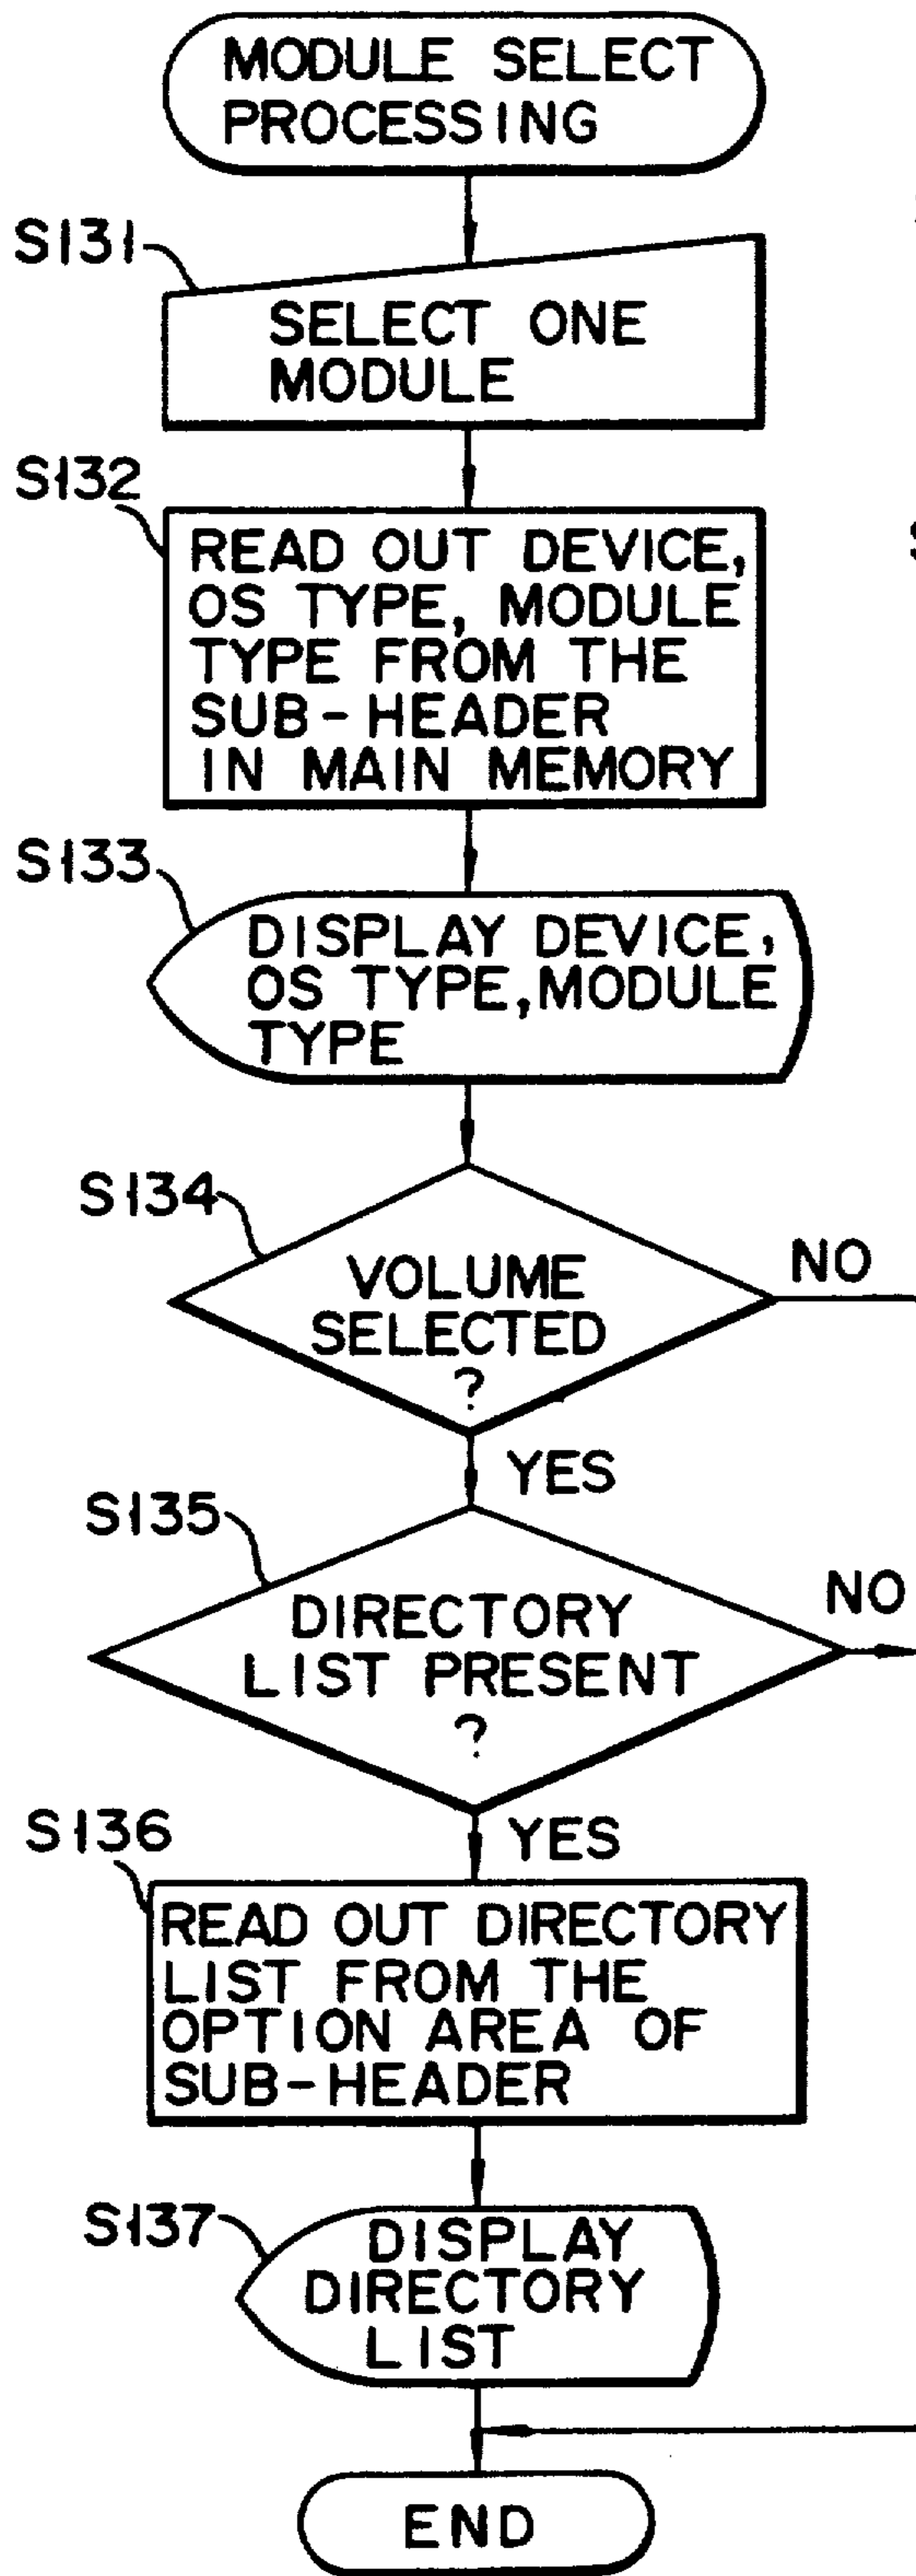 MODULE SELECT
PROCESSING
S131
SELECT ONE
MODULE
S132
READ OUT DEVICE,
OS TYPE, MODULE
TYPE FROM THE
SUB-HEADER
IN MAIN MEMORY
S133
DISPLAY DEVICE,
OS TYPE, MODULE
TYPE
S134
VOLUME
SELECTED
?
NO
YES
S135
DIRECTORY
LIST PRESENT
?
NO
YES
S136
READ OUT DIRECTORY
LIST FROM THE
OPTION AREA OF
SUB-HEADER
S137
DISPLAY
DIRECTORY
LIST
END